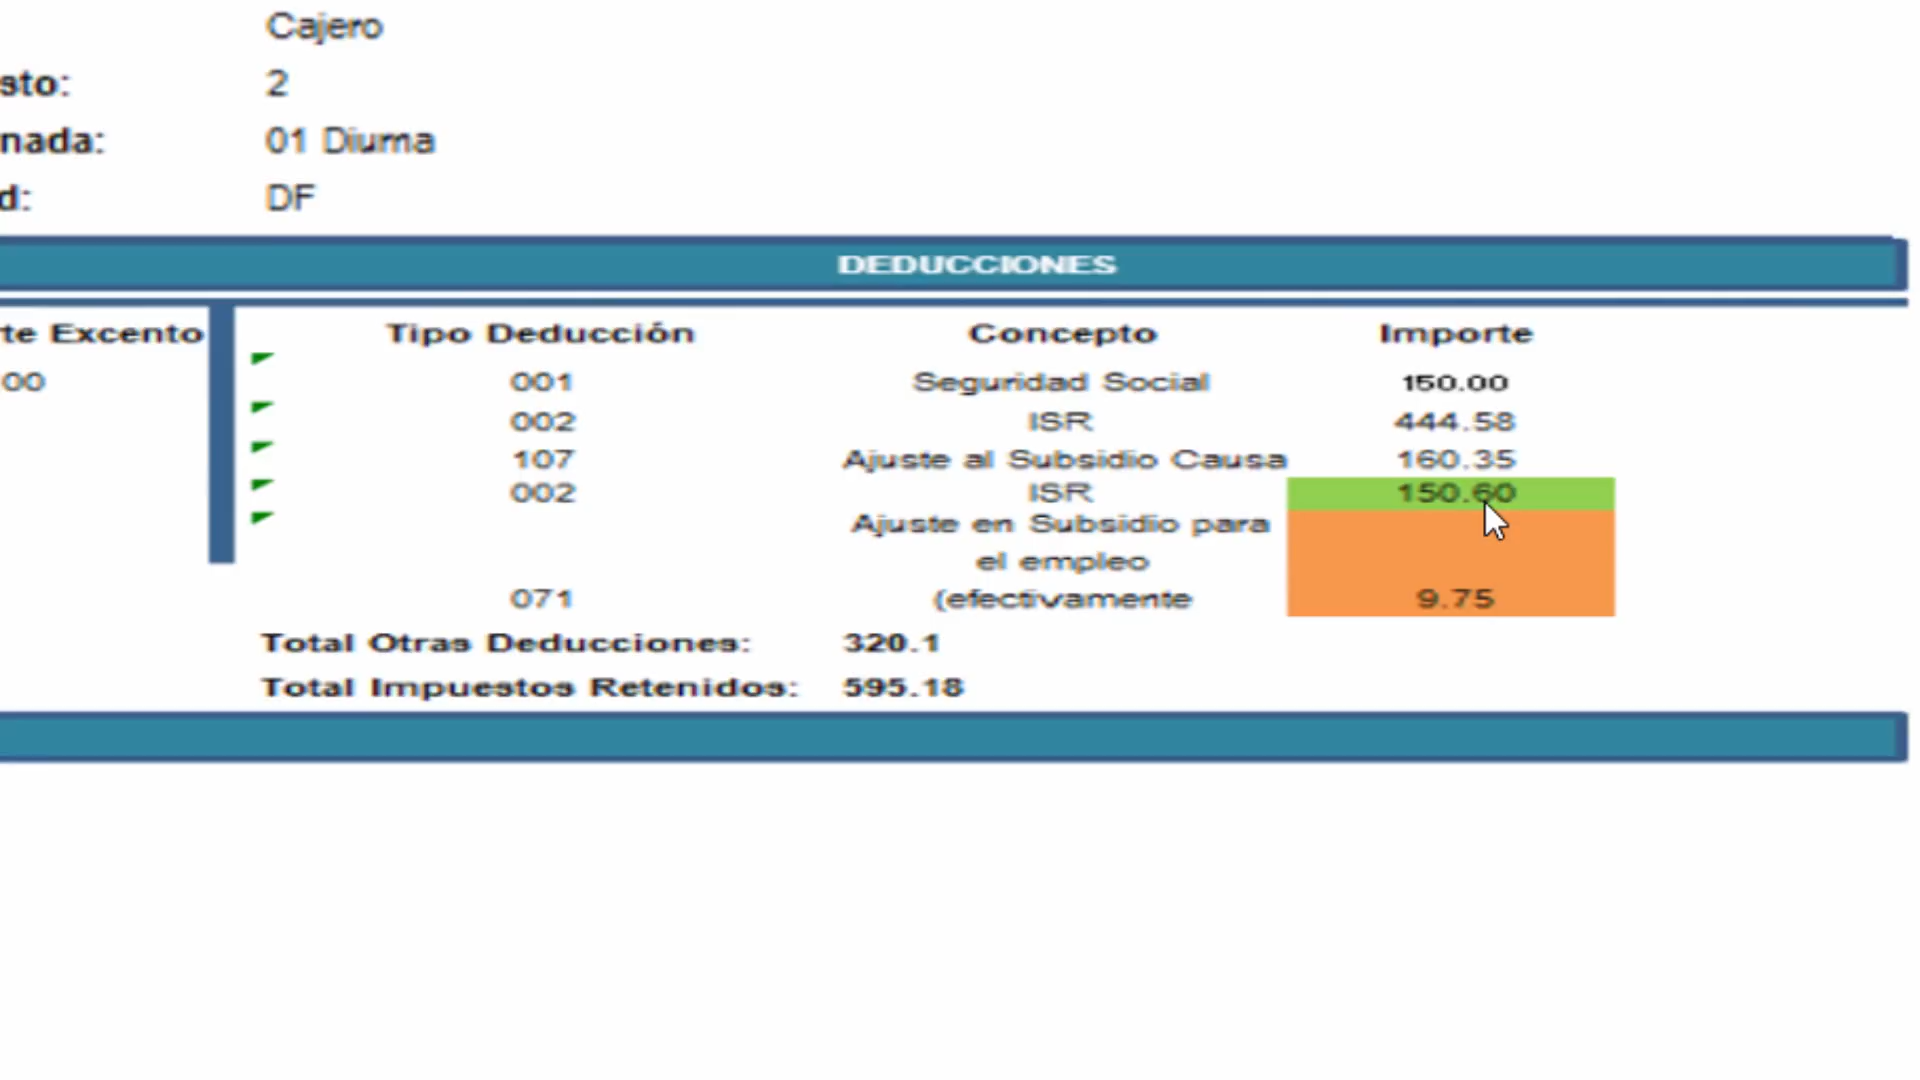 Cajero
sto: 2
nada: 01 Diurna
d: DF
DEDUCCIONES
te Excento Tipo Deducción Concepto Importe
00 001 Seguridad Social 150.00
002 ISR 444.58
107 Ajuste al Subsidio Causa 160.35
002 ISR 150.60
Ajuste en Subsidio para
el empleo
071 (efectivamente 9.75
Total Otras Deducciones: 320.1
Total Impuestos Retenidos: 595.18